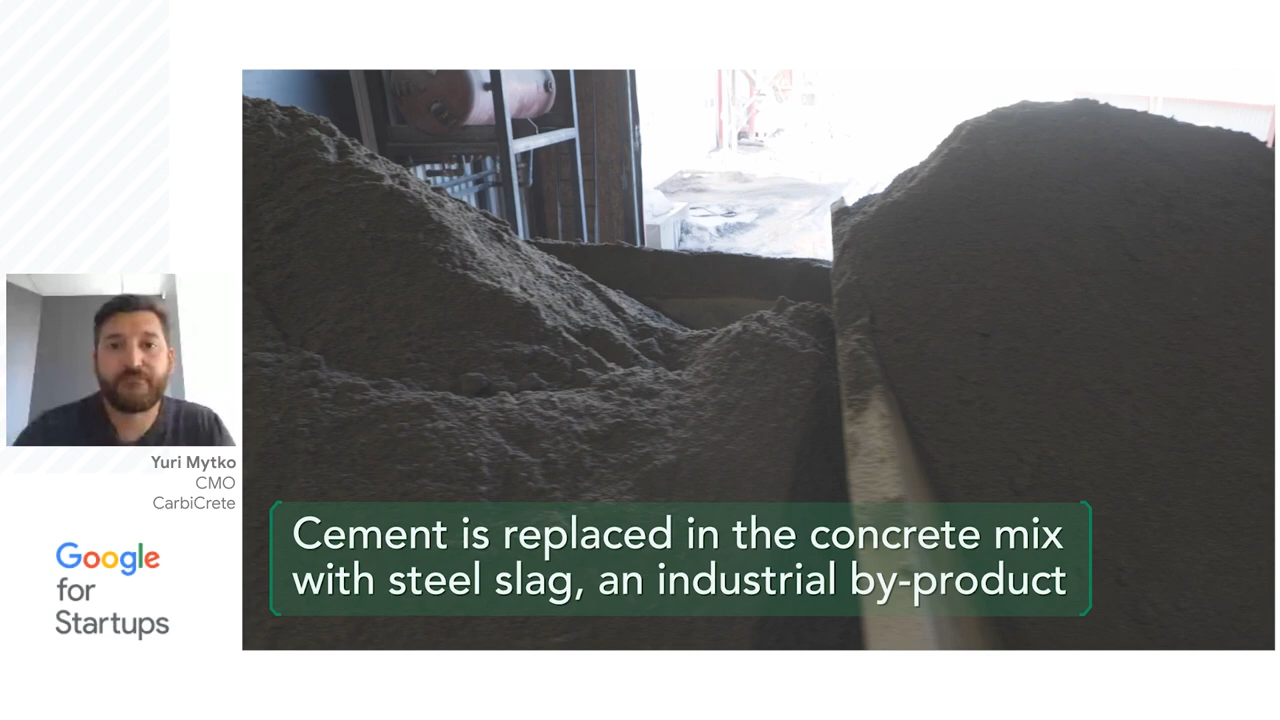 Yuri Mytko
CMO
CarbiCrete
Google
for
Startups
Cement is replaced in the concrete mix
with steel slag, an industrial by-product